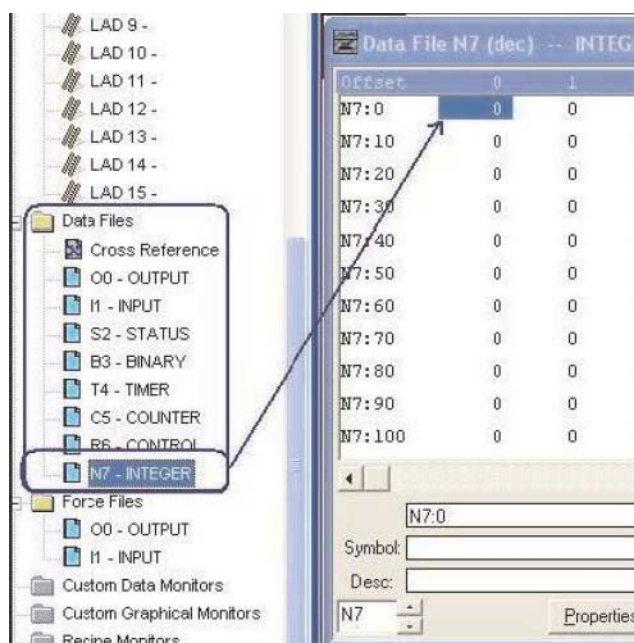 LAD 9 -
LAD 10 -
LAD 11 -
LAD 12 -
LAD 13 -
LAD 14 -
LAD 15 -
Data Files
Cross Reference
O0 - OUTPUT
I1 - INPUT
S2 - STATUS
B3 - BINARY
T4 - TIMER
C5 - COUNTER
R6 - CONTROL
N7 - INTEGER
Force Files
O0 - OUTPUT
I1 - INPUT
Custom Data Monitors
Custom Graphical Monitors
Recipe Monitors
Data File N7 (dec) -- INTEG
Offset 0 1
N7:0 0 0
N7:10 0 0
N7:20 0 0
N7:30 0 0
N7:40 0 0
N7:50 0 0
N7:60 0 0
N7:70 0 0
N7:80 0 0
N7:90 0 0
N7:100 0 0
N7:0
Symbol:
Desc:
N7
Properties